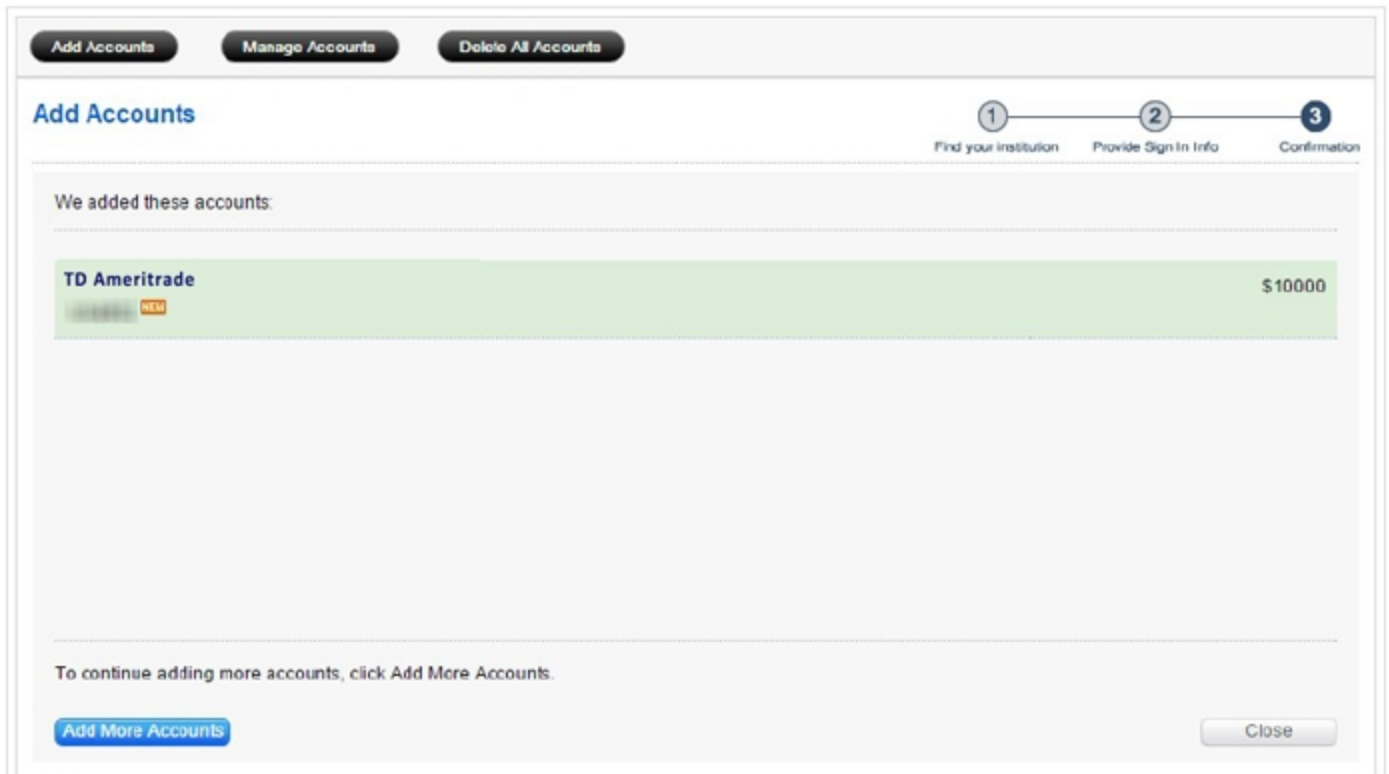 Add Accounts Manage Accounts Delete All Accounts
Add Accounts
1 2 3
Find your institution Provide Sign In Info Confirmation
We added these accounts:
TD Ameritrade
$10000
NEW
To continue adding more accounts, click Add More Accounts.
Add More Accounts Close